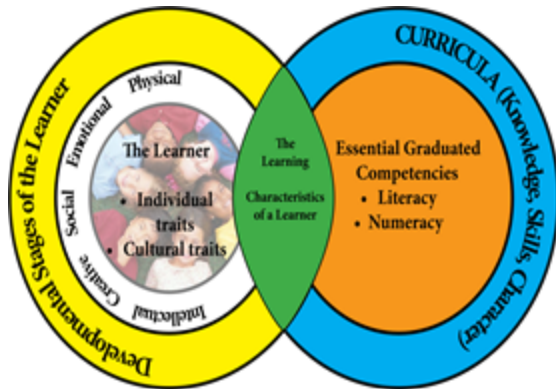 Developmental Stages of the Learner
Physical
Emotional
Social
Creative
Intellectual
The Learner
• Individual
traits
• Cultural traits
The
Learning
Characteristics
of a Learner
Essential Graduated
Competencies
• Literacy
• Numeracy
CURRICULA (Knowledge, Skills, Character)